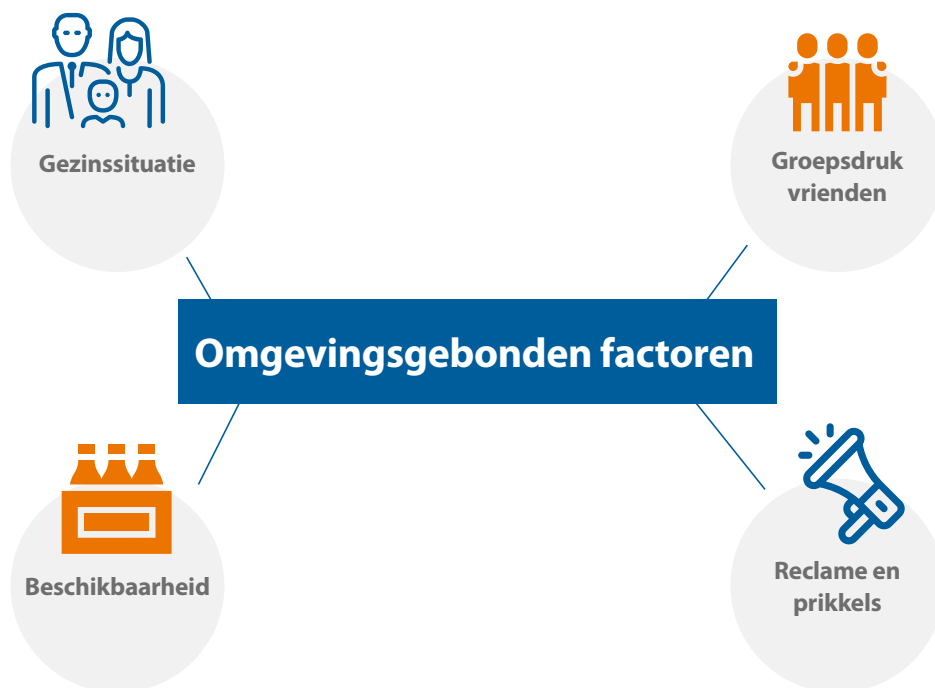 Gezinssituatie
Groepsdruk
vrienden
Omgevingsgebonden factoren
Beschikbaarheid
Reclame en
prikkels